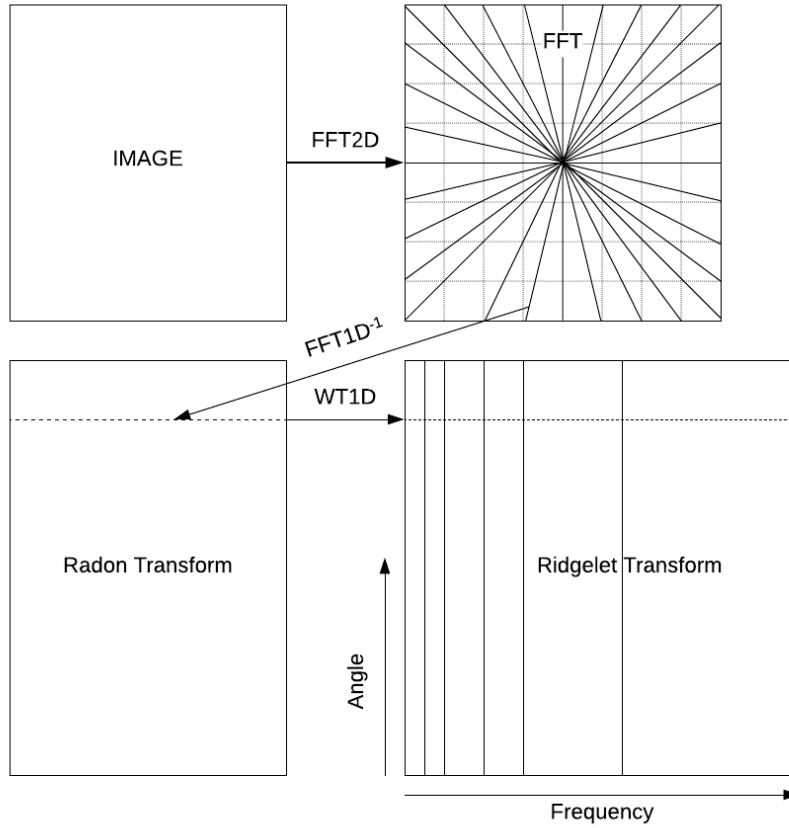 IMAGE
FFT2D
FFT
FFT1D⁻¹
WT1D
Radon Transform
Ridgelet Transform
Angle
Frequency